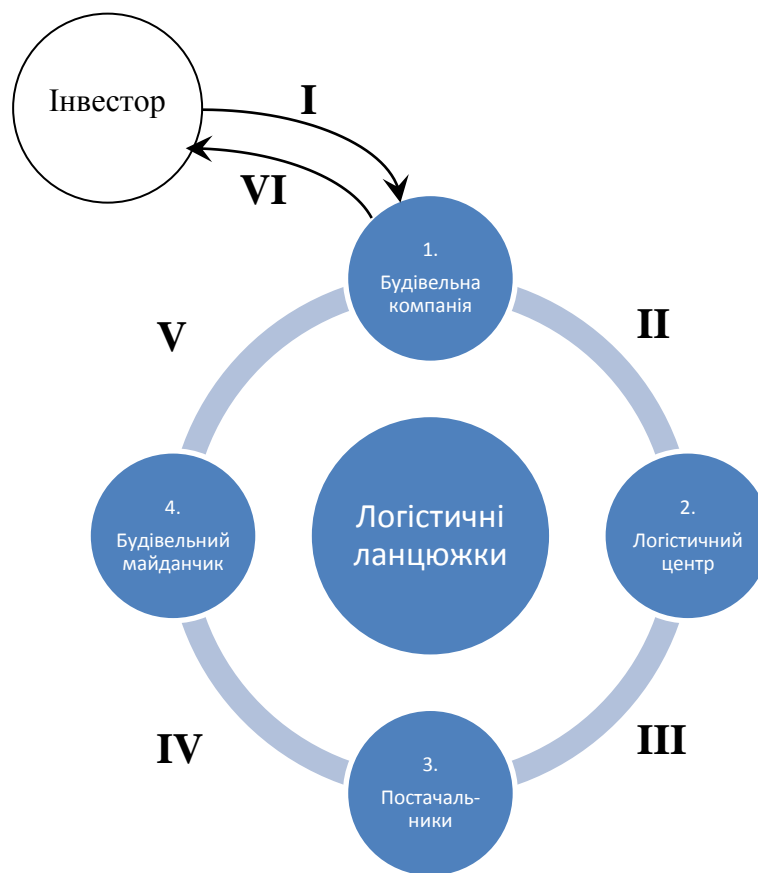 Інвестор
I
VI
1.
Будівельна
компанія
V
II
4.
Будівельний
майданчик
Логістичні
ланцюжки
2.
Логістичний
центр
IV
III
3.
Постачаль-
ники